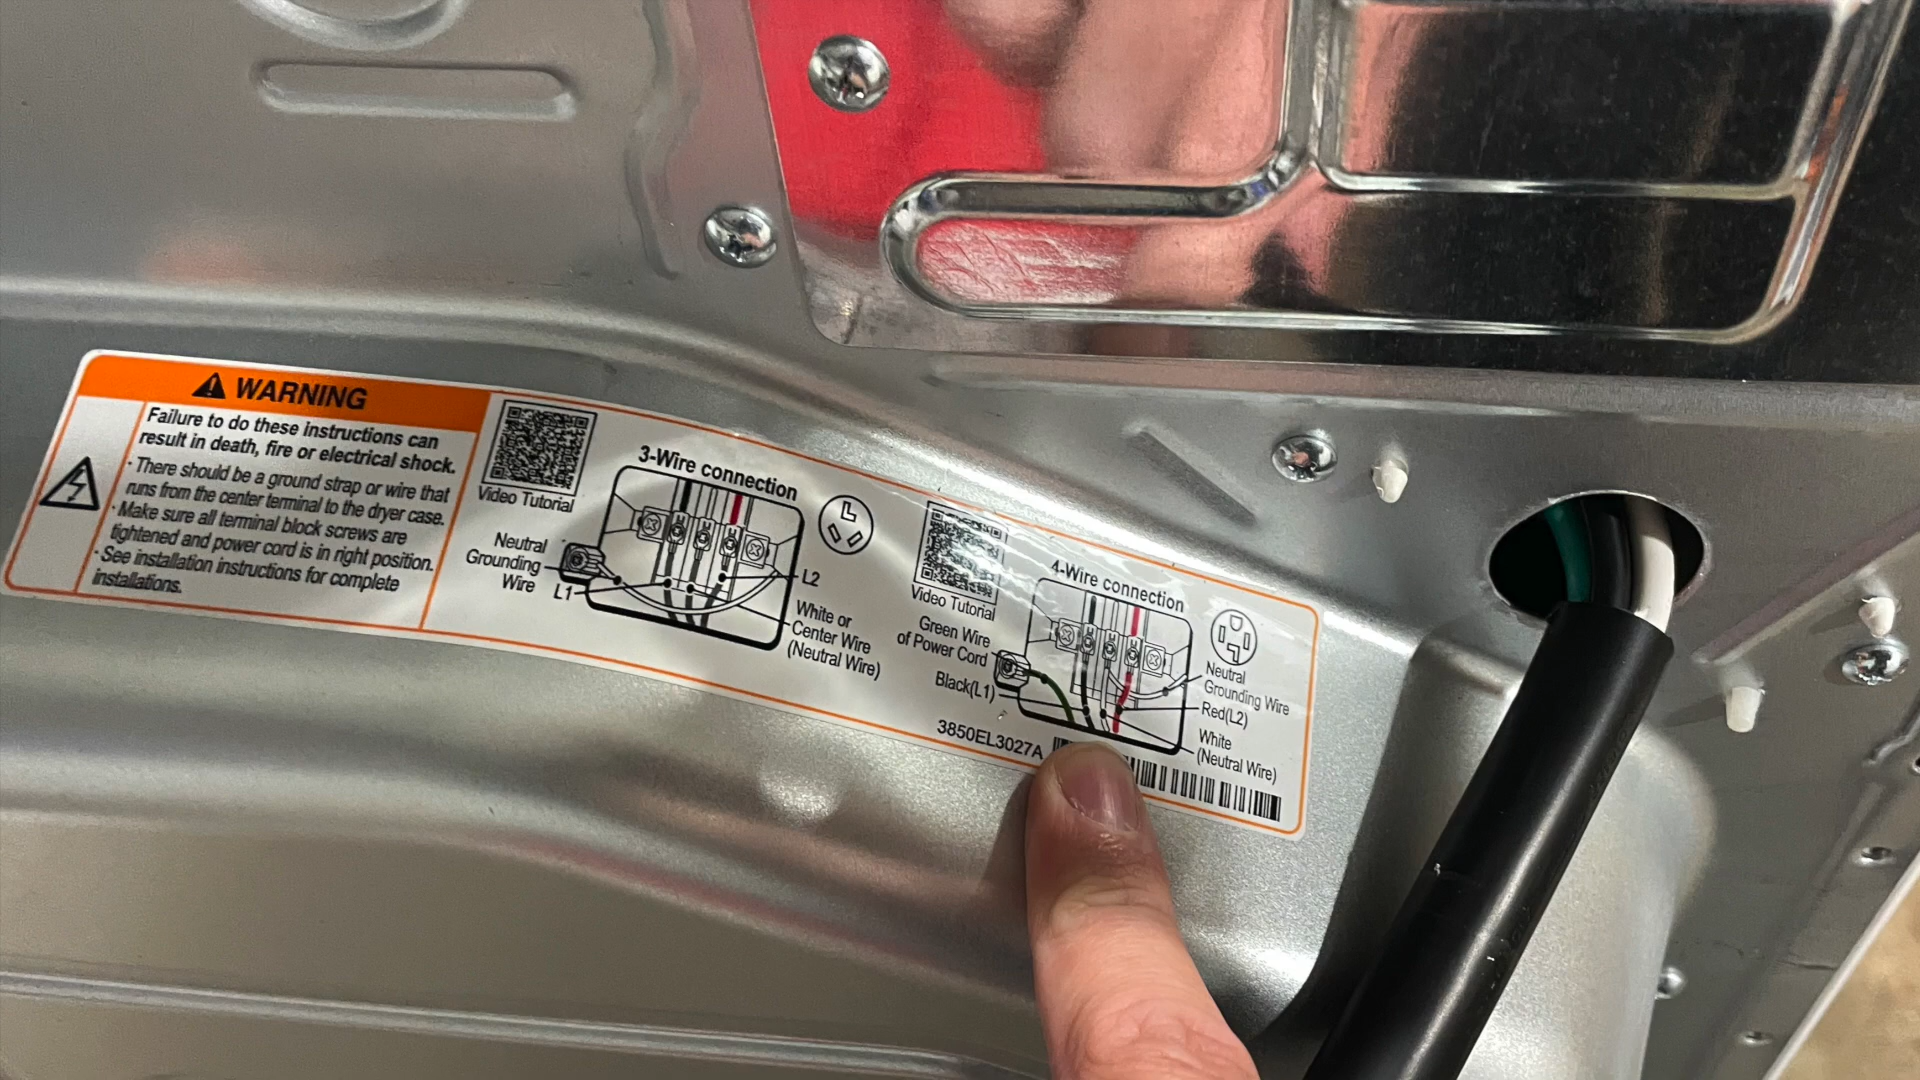 WARNING
Failure to do these instructions can
result in death, fire or electrical shock.
· There should be a ground strap or wire that
runs from the center terminal to the dryer case.
· Make sure all terminal block screws are
tightened and power cord is in right position.
· See installation instructions for complete
installations.
Video Tutorial
3-Wire connection
Neutral
Grounding
Wire
L1
L2
White or
Center Wire
(Neutral Wire)
Video Tutorial
4-Wire connection
Green Wire
of Power Cord
Black(L1)
Neutral
Grounding Wire
Red(L2)
White
(Neutral Wire)
3850EL3027A